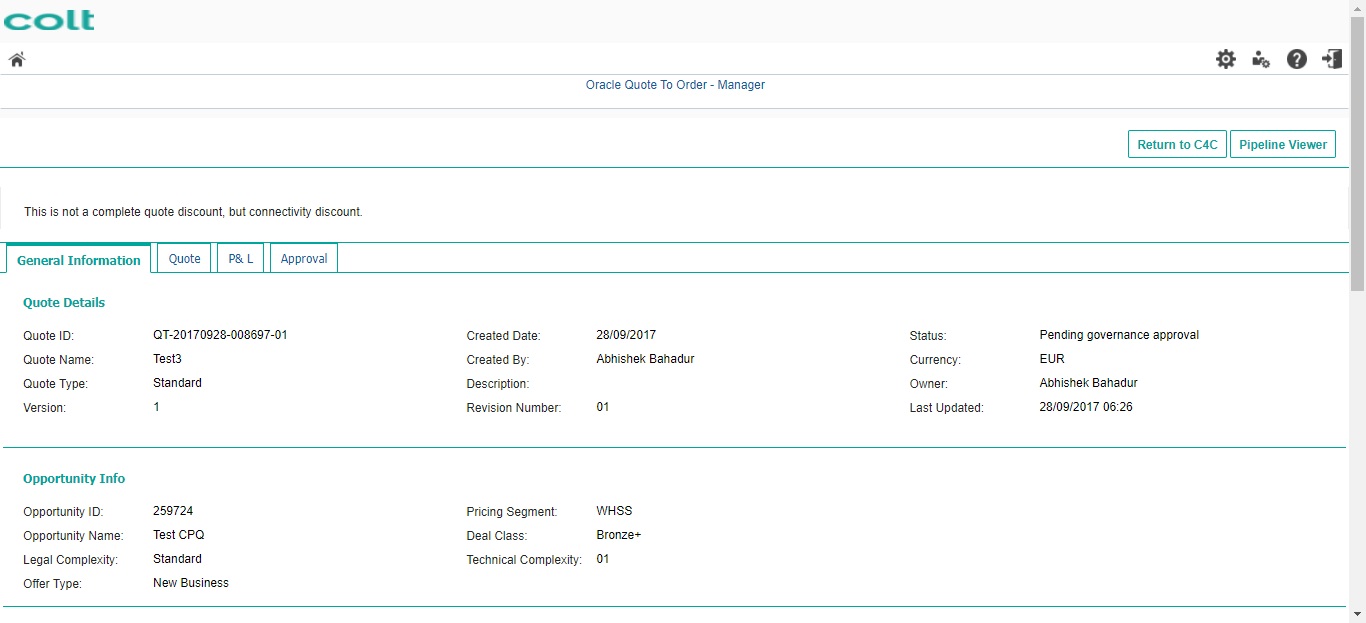 colt
Oracle Quote To Order - Manager
Return to C4C Pipeline Viewer
This is not a complete quote discount, but connectivity discount.
General Information Quote P& L Approval
Quote Details
Quote ID: QT-20170928-008697-01 Created Date: 28/09/2017 Status: Pending governance approval
Quote Name: Test3 Created By: Abhishek Bahadur Currency: EUR
Quote Type: Standard Description: Owner: Abhishek Bahadur
Version: 1 Revision Number: 01 Last Updated: 28/09/2017 06:26
Opportunity Info
Opportunity ID: 259724 Pricing Segment: WHSS
Opportunity Name: Test CPQ Deal Class: Bronze+
Legal Complexity: Standard Technical Complexity: 01
Offer Type: New Business